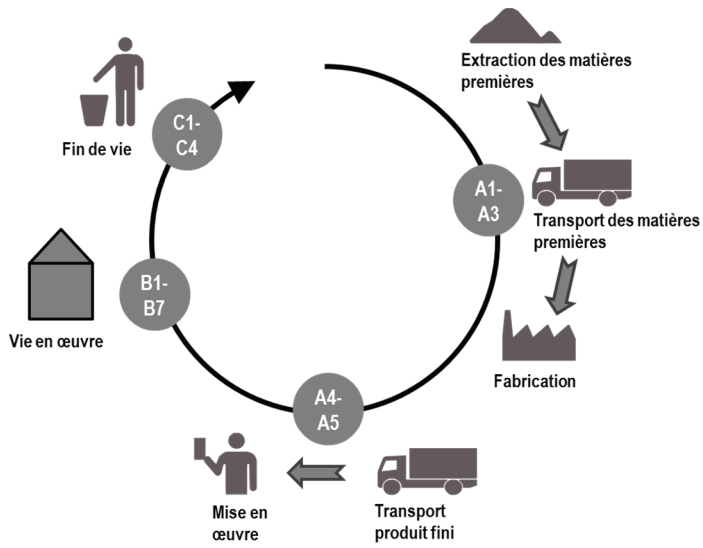 Extraction des matières
premières
A1-
A3
Transport des matières
premières
Fabrication
A4-
A5
Transport
produit fini
Mise en
œuvre
B1-
B7
Vie en œuvre
C1-
C4
Fin de vie